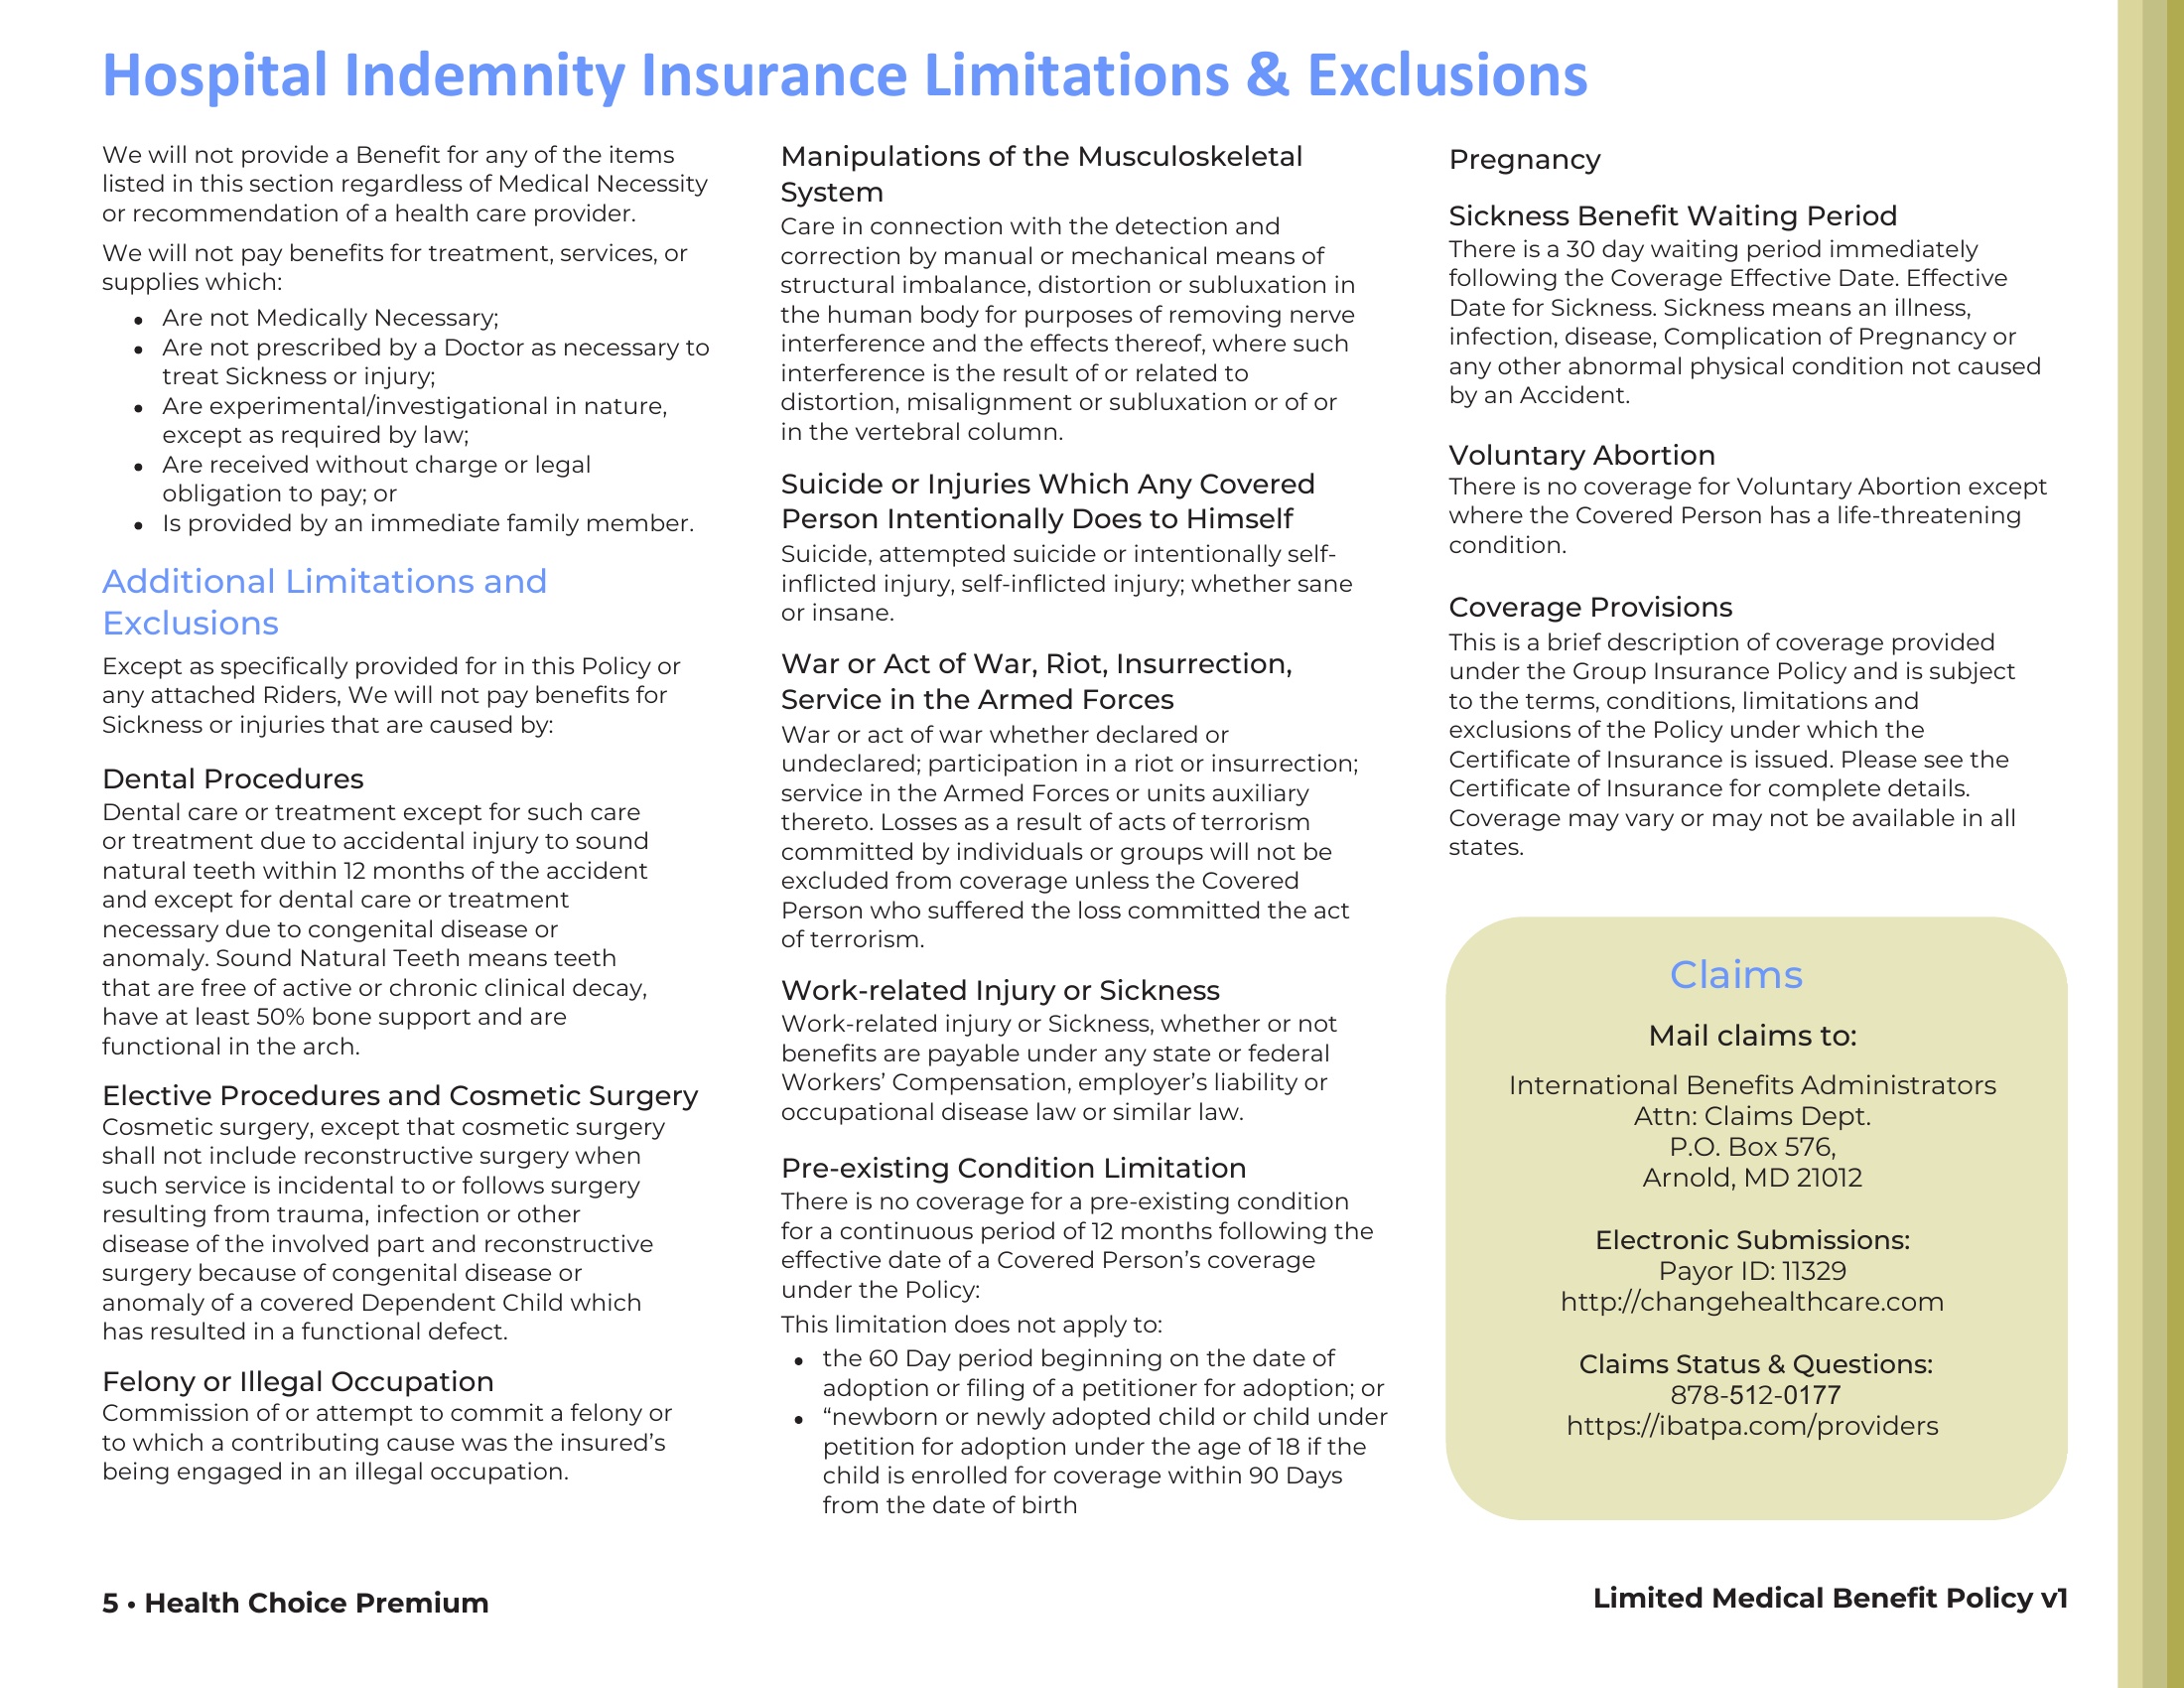 Hospital Indemnity Insurance Limitations & Exclusions
We will not provide a Benefit for any of the items
listed in this section regardless of Medical Necessity
or recommendation of a health care provider.
We will not pay benefits for treatment, services, or
supplies which:
• Are not Medically Necessary;
• Are not prescribed by a Doctor as necessary to
treat Sickness or injury;
• Are experimental/investigational in nature,
except as required by law;
• Are received without charge or legal
obligation to pay; or
• Is provided by an immediate family member.
Additional Limitations and
Exclusions
Except as specifically provided for in this Policy or
any attached Riders, We will not pay benefits for
Sickness or injuries that are caused by:
Dental Procedures
Dental care or treatment except for such care
or treatment due to accidental injury to sound
natural teeth within 12 months of the accident
and except for dental care or treatment
necessary due to congenital disease or
anomaly. Sound Natural Teeth means teeth
that are free of active or chronic clinical decay,
have at least 50% bone support and are
functional in the arch.
Elective Procedures and Cosmetic Surgery
Cosmetic surgery, except that cosmetic surgery
shall not include reconstructive surgery when
such service is incidental to or follows surgery
resulting from trauma, infection or other
disease of the involved part and reconstructive
surgery because of congenital disease or
anomaly of a covered Dependent Child which
has resulted in a functional defect.
Felony or Illegal Occupation
Commission of or attempt to commit a felony or
to which a contributing cause was the insured’s
being engaged in an illegal occupation.
Manipulations of the Musculoskeletal
System
Care in connection with the detection and
correction by manual or mechanical means of
structural imbalance, distortion or subluxation in
the human body for purposes of removing nerve
interference and the effects thereof, where such
interference is the result of or related to
distortion, misalignment or subluxation or of or
in the vertebral column.
Suicide or Injuries Which Any Covered
Person Intentionally Does to Himself
Suicide, attempted suicide or intentionally self-
inflicted injury, self-inflicted injury; whether sane
or insane.
War or Act of War, Riot, Insurrection,
Service in the Armed Forces
War or act of war whether declared or
undeclared; participation in a riot or insurrection;
service in the Armed Forces or units auxiliary
thereto. Losses as a result of acts of terrorism
committed by individuals or groups will not be
excluded from coverage unless the Covered
Person who suffered the loss committed the act
of terrorism.
Work-related Injury or Sickness
Work-related injury or Sickness, whether or not
benefits are payable under any state or federal
Workers’ Compensation, employer’s liability or
occupational disease law or similar law.
Pre-existing Condition Limitation
There is no coverage for a pre-existing condition
for a continuous period of 12 months following the
effective date of a Covered Person’s coverage
under the Policy:
This limitation does not apply to:
• the 60 Day period beginning on the date of
adoption or filing of a petitioner for adoption; or
• “newborn or newly adopted child or child under
petition for adoption under the age of 18 if the
child is enrolled for coverage within 90 Days
from the date of birth
Pregnancy
Sickness Benefit Waiting Period
There is a 30 day waiting period immediately
following the Coverage Effective Date. Effective
Date for Sickness. Sickness means an illness,
infection, disease, Complication of Pregnancy or
any other abnormal physical condition not caused
by an Accident.
Voluntary Abortion
There is no coverage for Voluntary Abortion except
where the Covered Person has a life-threatening
condition.
Coverage Provisions
This is a brief description of coverage provided
under the Group Insurance Policy and is subject
to the terms, conditions, limitations and
exclusions of the Policy under which the
Certificate of Insurance is issued. Please see the
Certificate of Insurance for complete details.
Coverage may vary or may not be available in all
states.
Claims
Mail claims to:
International Benefits Administrators
Attn: Claims Dept.
P.O. Box 576,
Arnold, MD 21012
Electronic Submissions:
Payor ID: 11329
http://changehealthcare.com
Claims Status & Questions:
878-512-0177
https://ibatpa.com/providers
5 • Health Choice Premium
Limited Medical Benefit Policy v1